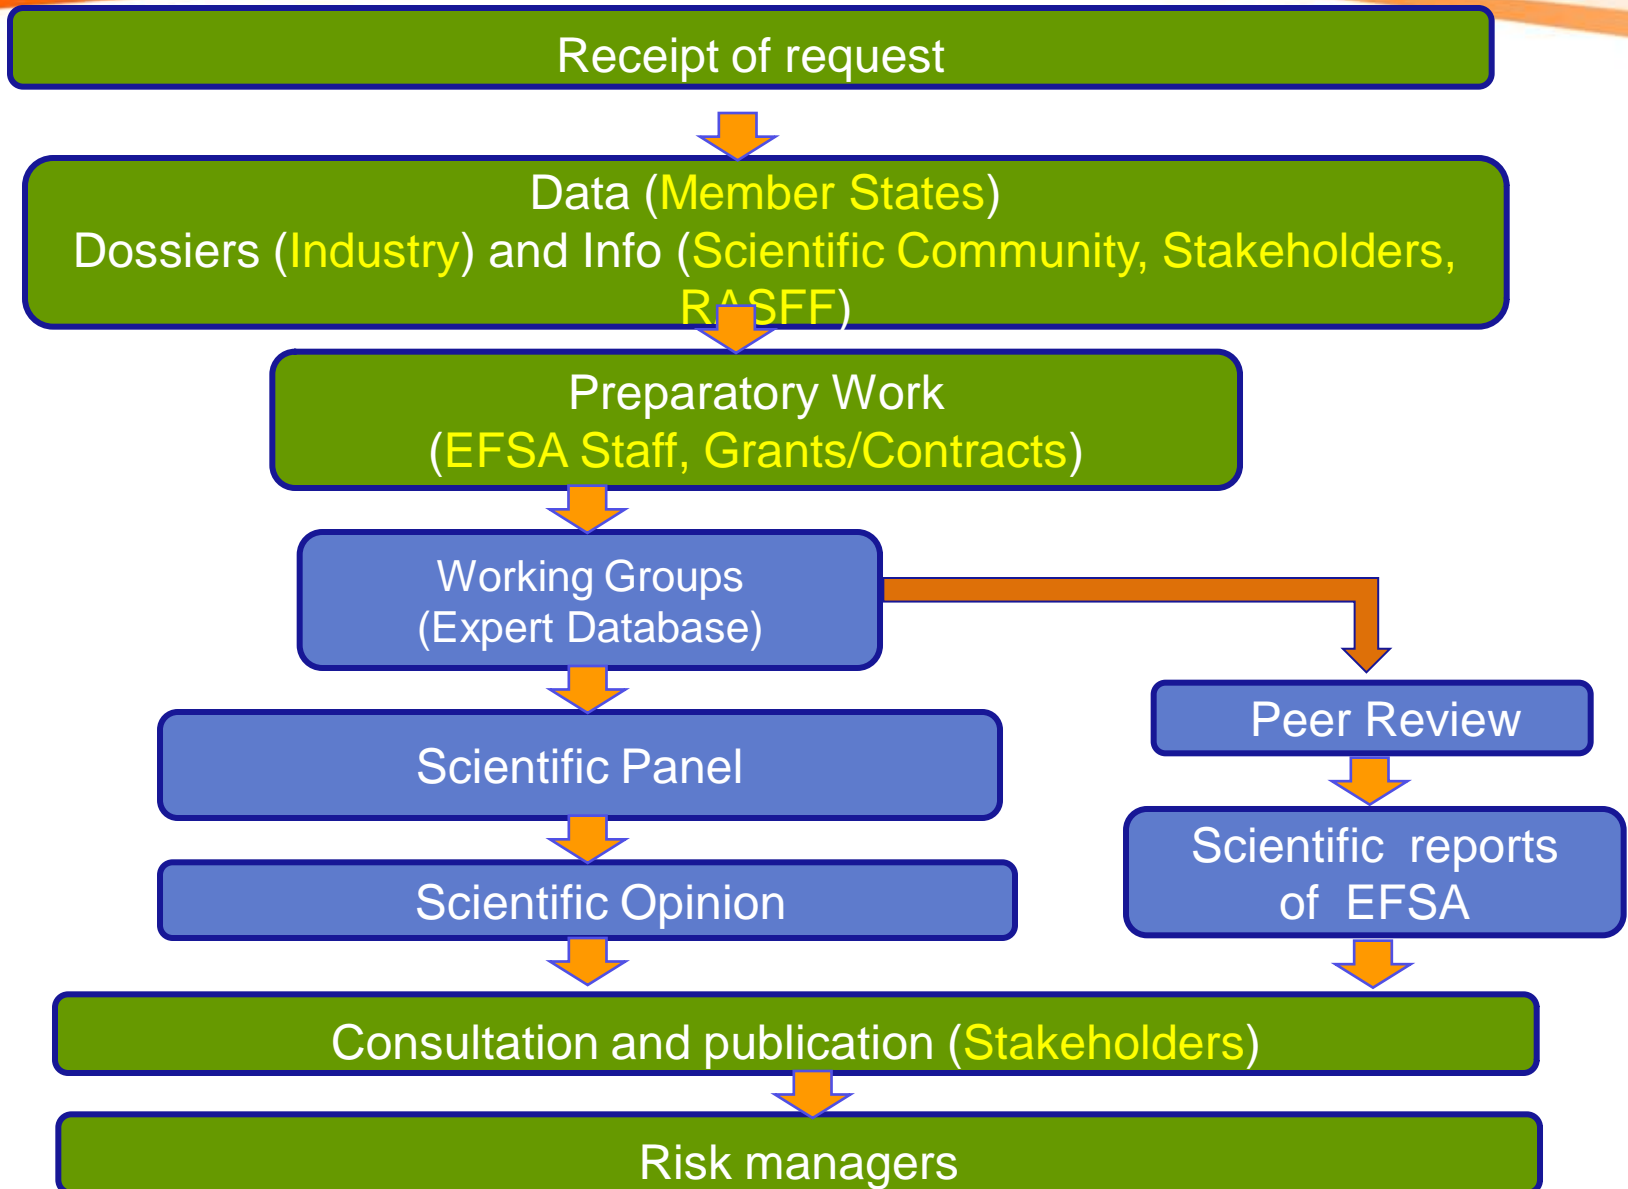 Receipt of request
Data (Member States)
Dossiers (Industry) and Info (Scientific Community, Stakeholders,
RASFF)
Preparatory Work
(EFSA Staff, Grants/Contracts)
Working Groups
(Expert Database)
Peer Review
Scientific Panel
Scientific reports
of EFSA
Scientific Opinion
Consultation and publication (Stakeholders)
Risk managers